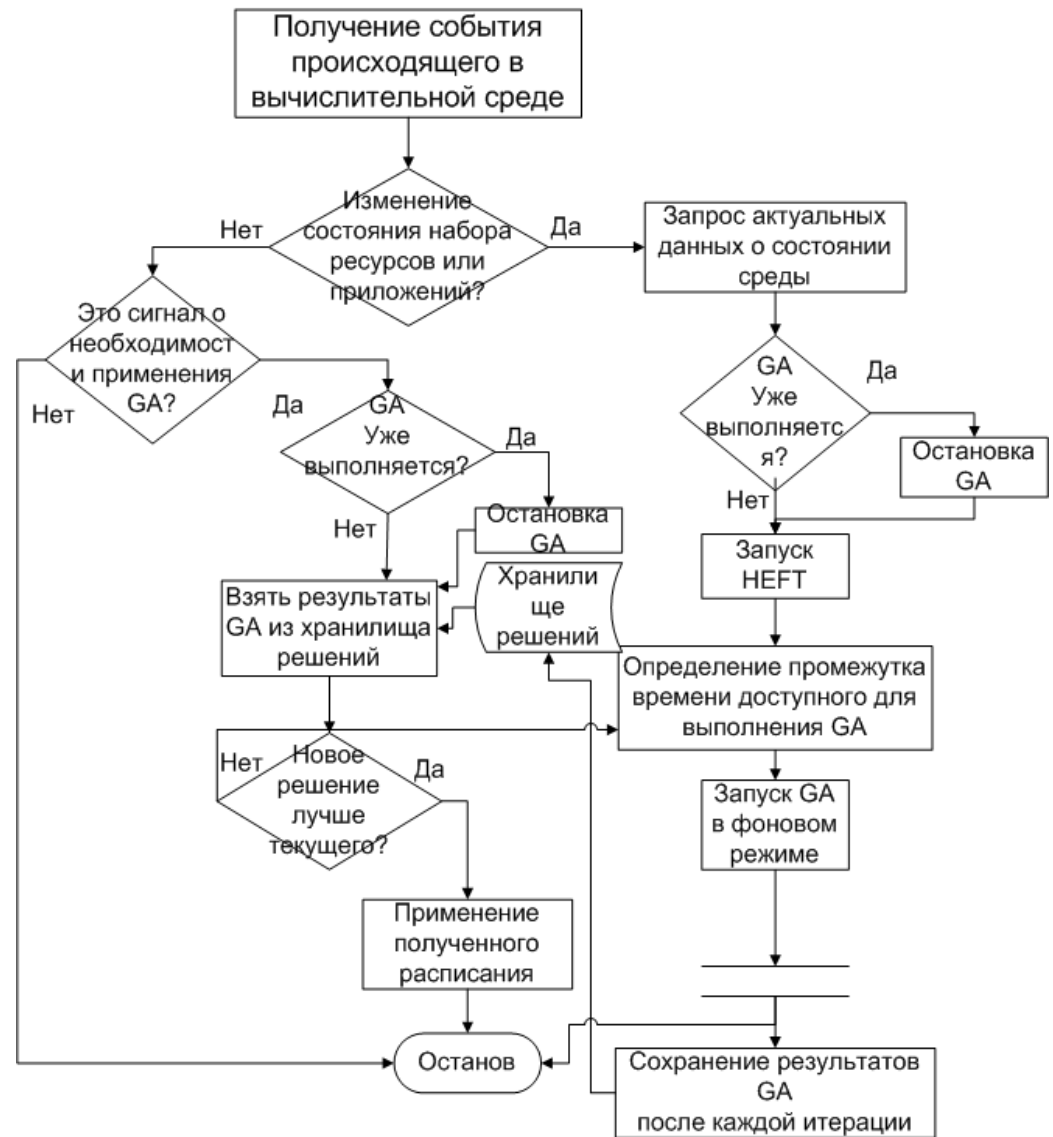 Получение события
происходящего в
вычислительной среде
Изменение
состояния набора
ресурсов или
приложений?
Нет
Да
Запрос актуальных
данных о состоянии
среды
Это сигнал о
необходимост
и применения
GA?
Нет
Да
GA
Уже
выполняется?
Да
Нет
Остановка
GA
GA
Уже
выполняетс
я?
Да
Нет
Остановка
GA
Запуск
HEFT
Взять результаты
GA из хранилища
решений
Хранили
ще
решений
Определение промежутка
времени доступного для
выполнения GA
Нет
Новое
решение
лучше
текущего?
Да
Запуск GA
в фоновом
режиме
Применение
полученного
расписания
Останов
Сохранение результатов
GA
после каждой итерации